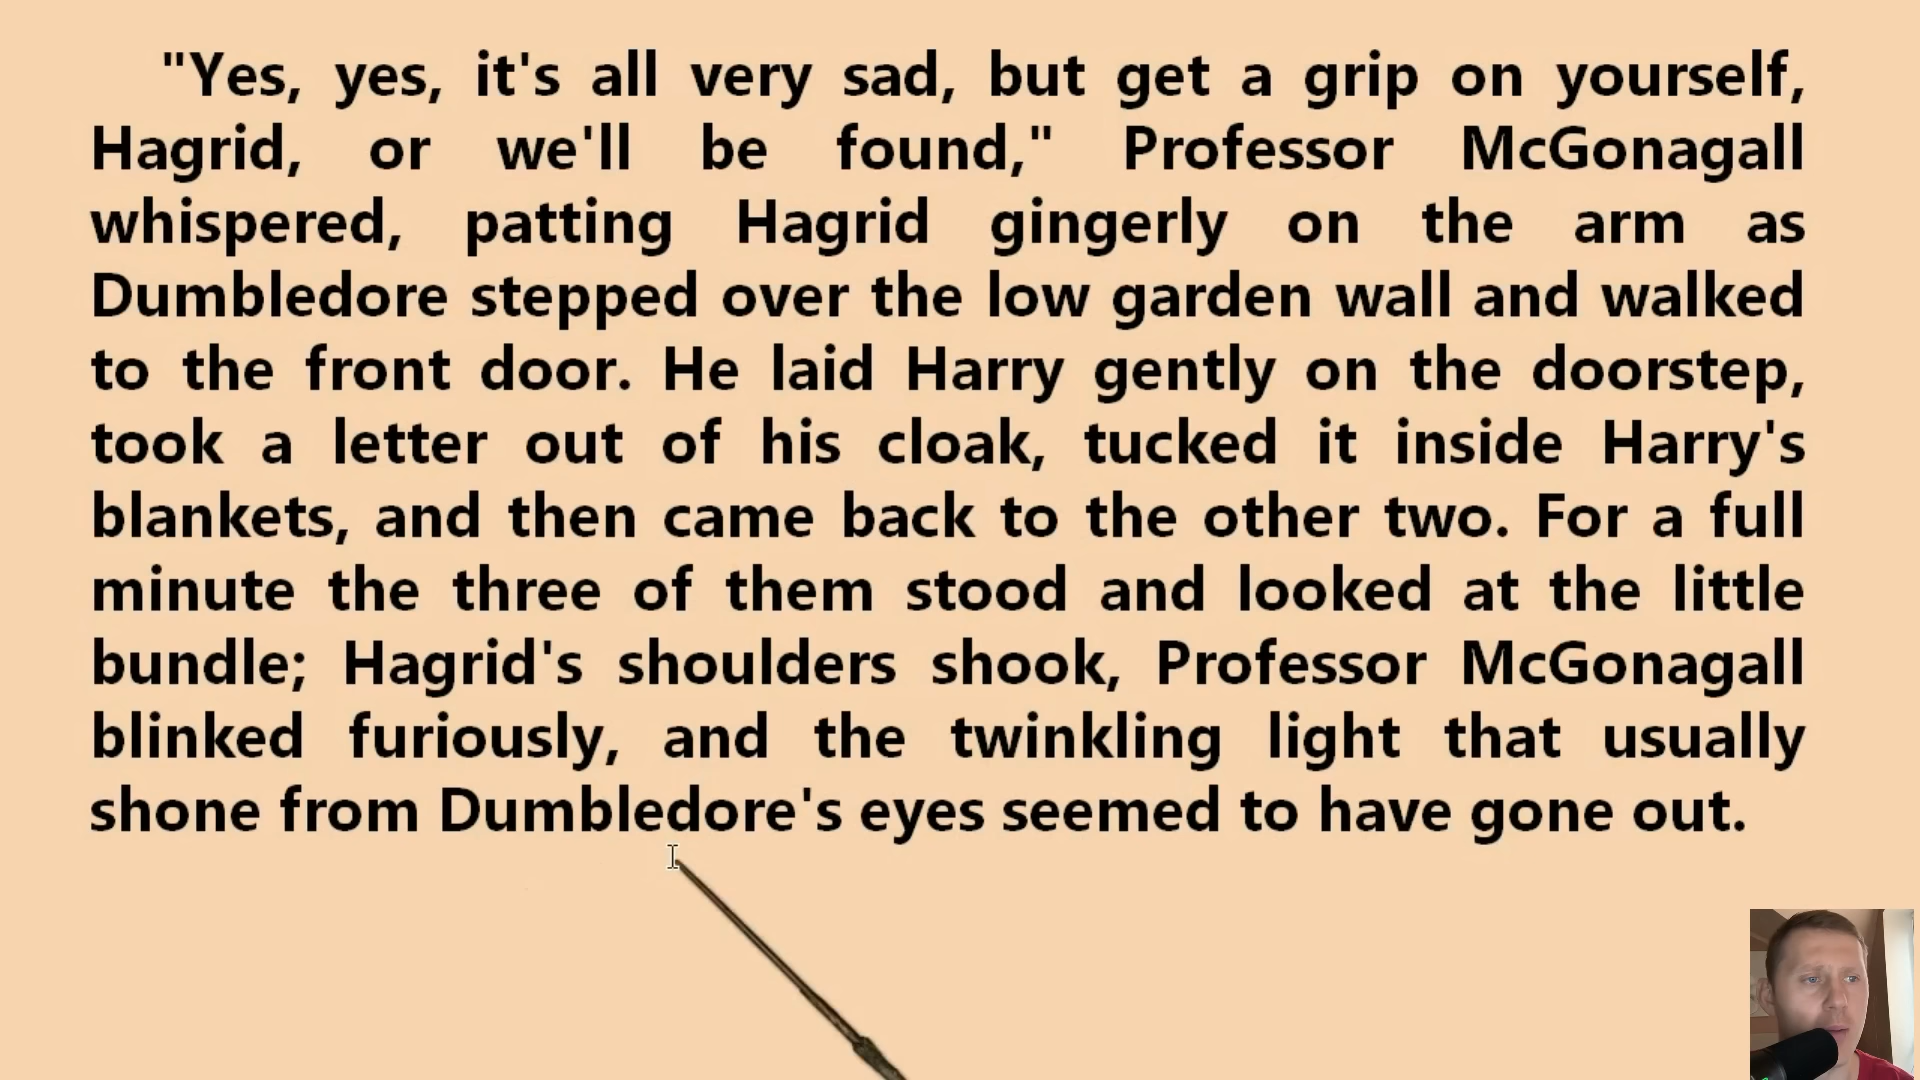 "Yes, yes, it's all very sad, but get a grip on yourself,
Hagrid, or we'll be found," Professor McGonagall
whispered, patting Hagrid gingerly on the arm as
Dumbledore stepped over the low garden wall and walked
to the front door. He laid Harry gently on the doorstep,
took a letter out of his cloak, tucked it inside Harry's
blankets, and then came back to the other two. For a full
minute the three of them stood and looked at the little
bundle; Hagrid's shoulders shook, Professor McGonagall
blinked furiously, and the twinkling light that usually
shone from Dumbledore's eyes seemed to have gone out.